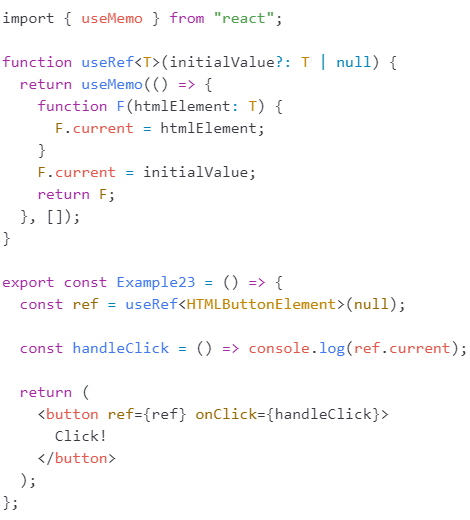 import { useMemo } from "react";

function useRef<T>(initialValue?: T | null) {
  return useMemo(() => {
    function F(htmlElement: T) {
      F.current = htmlElement;
    }
    F.current = initialValue;
    return F;
  }, []);
}

export const Example23 = () => {
  const ref = useRef<HTMLButtonElement>(null);

  const handleClick = () => console.log(ref.current);

  return (
    <button ref={ref} onClick={handleClick}>
      Click!
    </button>
  );
};